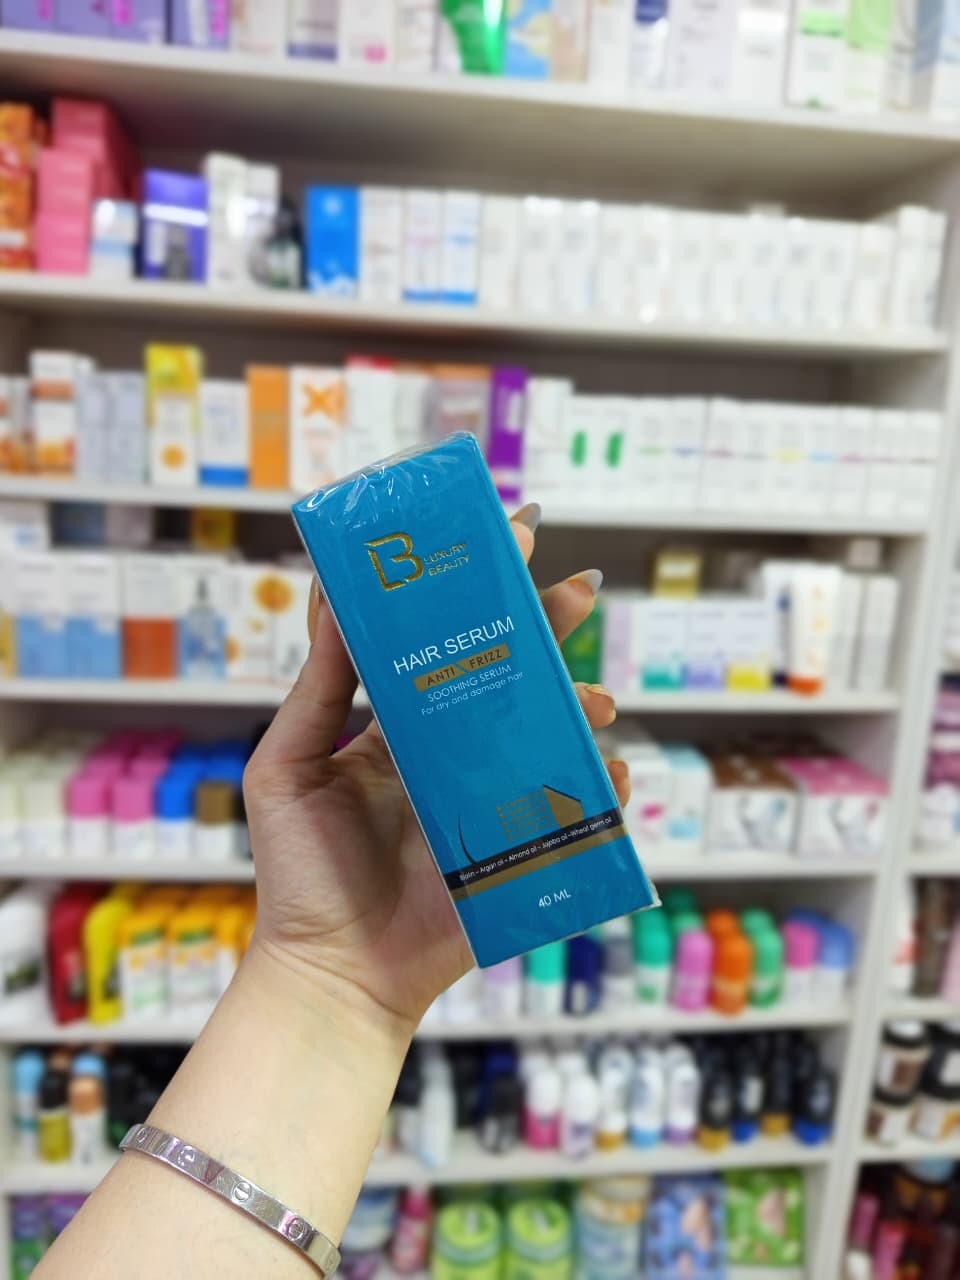 LB LUXURY
BEAUTY
HAIR SERUM
ANTI FRIZZ
SOOTHING SERUM
For dry and damage hair
Biotin - Argan oil - Almond oil - Jojoba oil - Wheat germ oil
40 ML